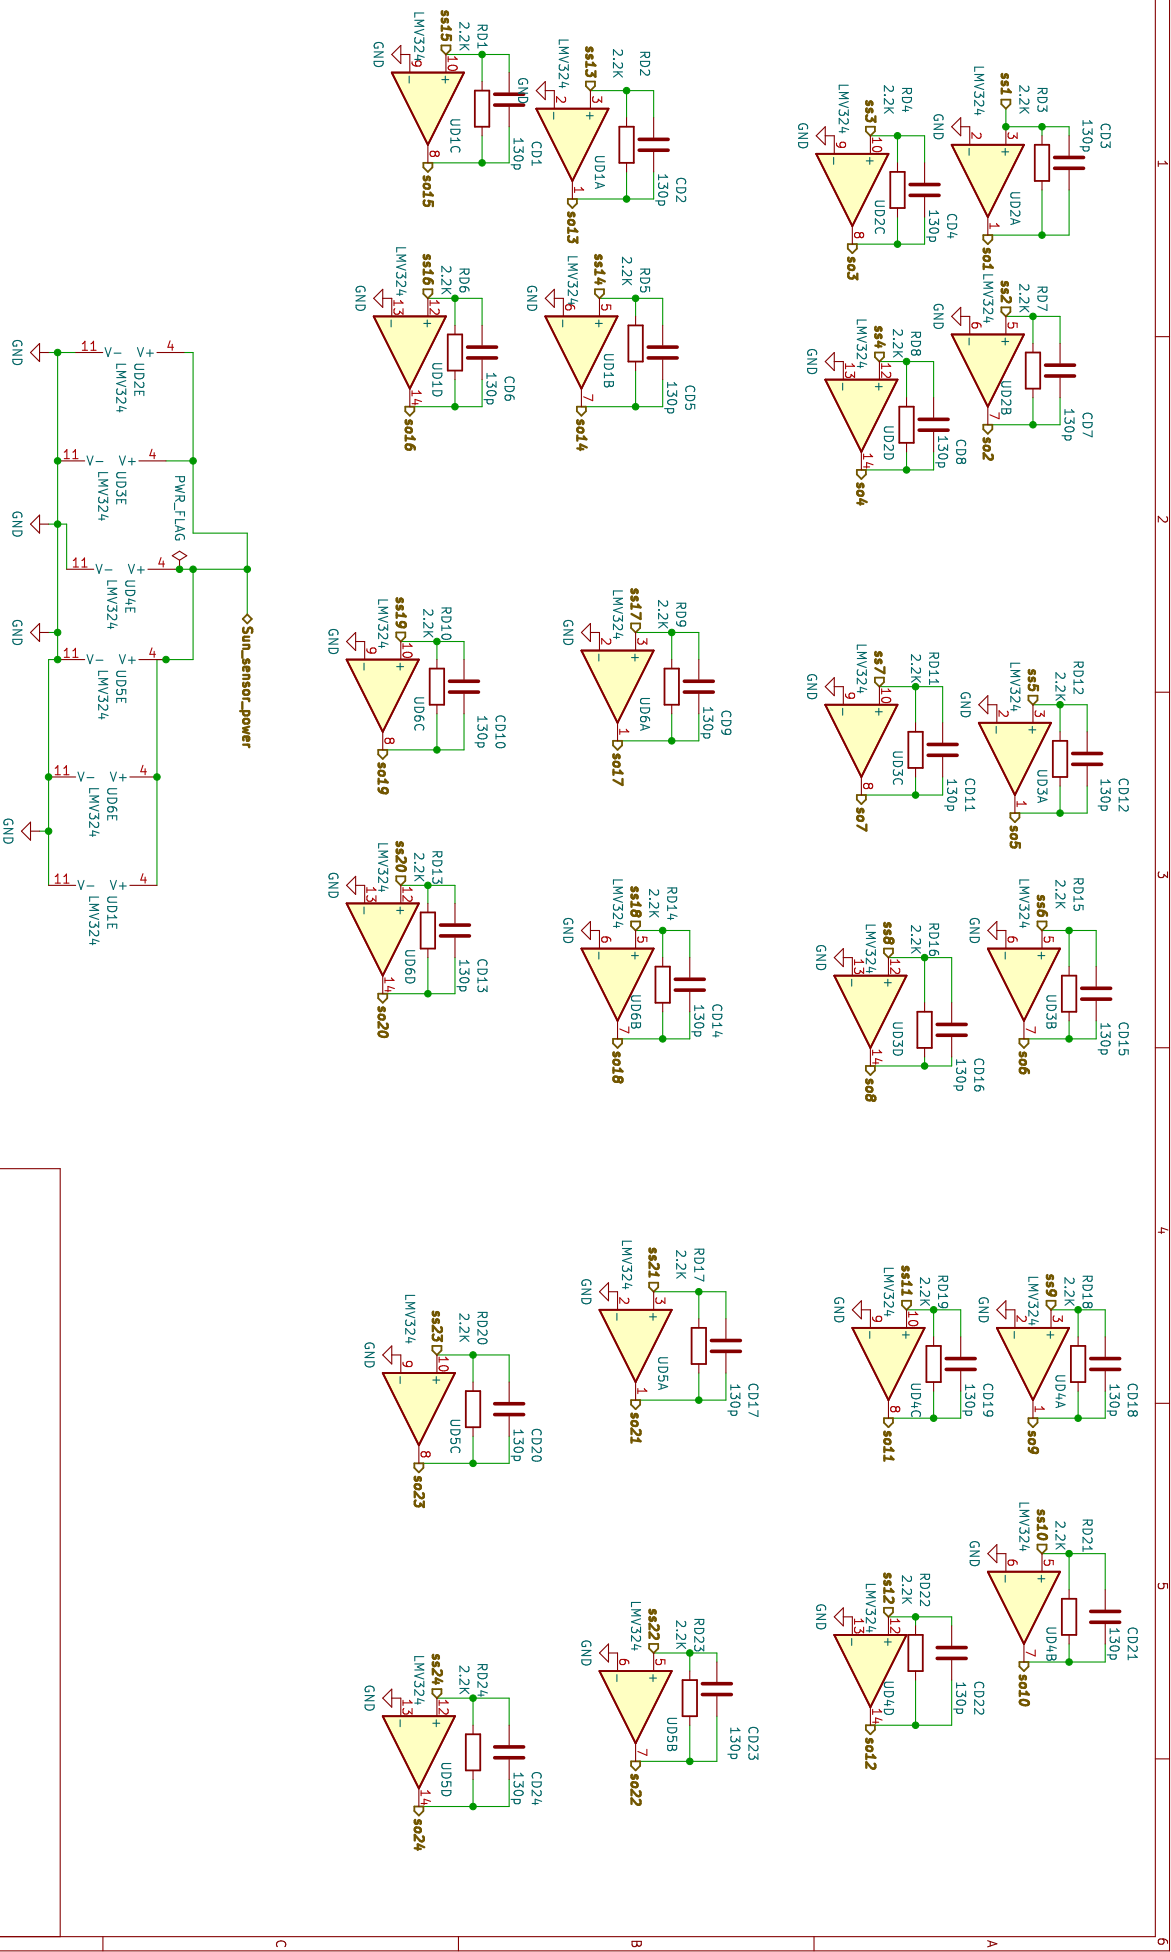 1
2
3
4
5
6
A
B
C
ss1
RD3
2.2K
CD3
130p
LMV324
GND
2
3
1
UD2A
so1
ss2
RD7
2.2K
CD7
130p
LMV324
GND
6
5
7
UD2B
so2
ss3
RD4
2.2K
CD4
130p
LMV324
GND
9
10
8
UD2C
so3
ss4
RD8
2.2K
CD8
130p
LMV324
GND
13
12
14
UD2D
so4
ss5
RD12
2.2K
CD12
130p
LMV324
GND
2
3
1
UD3A
so5
ss6
RD15
2.2K
CD15
130p
LMV324
GND
6
5
7
UD3B
so6
ss7
RD11
2.2K
CD11
130p
LMV324
GND
9
10
8
UD3C
so7
ss8
RD16
2.2K
CD16
130p
LMV324
GND
13
12
14
UD3D
so8
ss9
RD18
2.2K
CD18
130p
LMV324
GND
2
3
1
UD4A
so9
ss10
RD21
2.2K
CD21
130p
LMV324
GND
6
5
7
UD4B
so10
ss11
RD19
2.2K
CD19
130p
LMV324
GND
9
10
8
UD4C
so11
ss12
RD22
2.2K
CD22
130p
LMV324
GND
13
12
14
UD4D
so12
ss13
RD2
2.2K
CD2
130p
LMV324
GND
2
3
1
UD1A
so13
ss14
RD5
2.2K
CD5
130p
LMV324
GND
6
5
7
UD1B
so14
ss15
RD1
2.2K
CD1
130p
LMV324
GND
9
10
8
UD1C
so15
ss16
RD6
2.2K
CD6
130p
LMV324
GND
13
12
14
UD1D
so16
ss17
RD9
2.2K
CD9
130p
LMV324
GND
2
3
1
UD6A
so17
ss18
RD14
2.2K
CD14
130p
LMV324
GND
6
5
7
UD6B
so18
ss19
RD10
2.2K
CD10
130p
LMV324
GND
9
10
8
UD6C
so19
ss20
RD13
2.2K
CD13
130p
LMV324
GND
13
12
14
UD6D
so20
ss21
RD17
2.2K
CD17
130p
LMV324
GND
2
3
1
UD5A
so21
ss22
RD23
2.2K
CD23
130p
LMV324
GND
6
5
7
UD5B
so22
ss23
RD20
2.2K
CD20
130p
LMV324
GND
9
10
8
UD5C
so23
ss24
RD24
2.2K
CD24
130p
LMV324
GND
13
12
14
UD5D
so24
Sun_sensor_power
PWR_FLAG
4
V+
V-
11
UD2E
LMV324
GND
4
V+
V-
11
UD3E
LMV324
GND
4
V+
V-
11
UD4E
LMV324
GND
4
V+
V-
11
UD5E
LMV324
4
V+
V-
11
UD6E
LMV324
GND
4
V+
V-
11
UD1E
LMV324